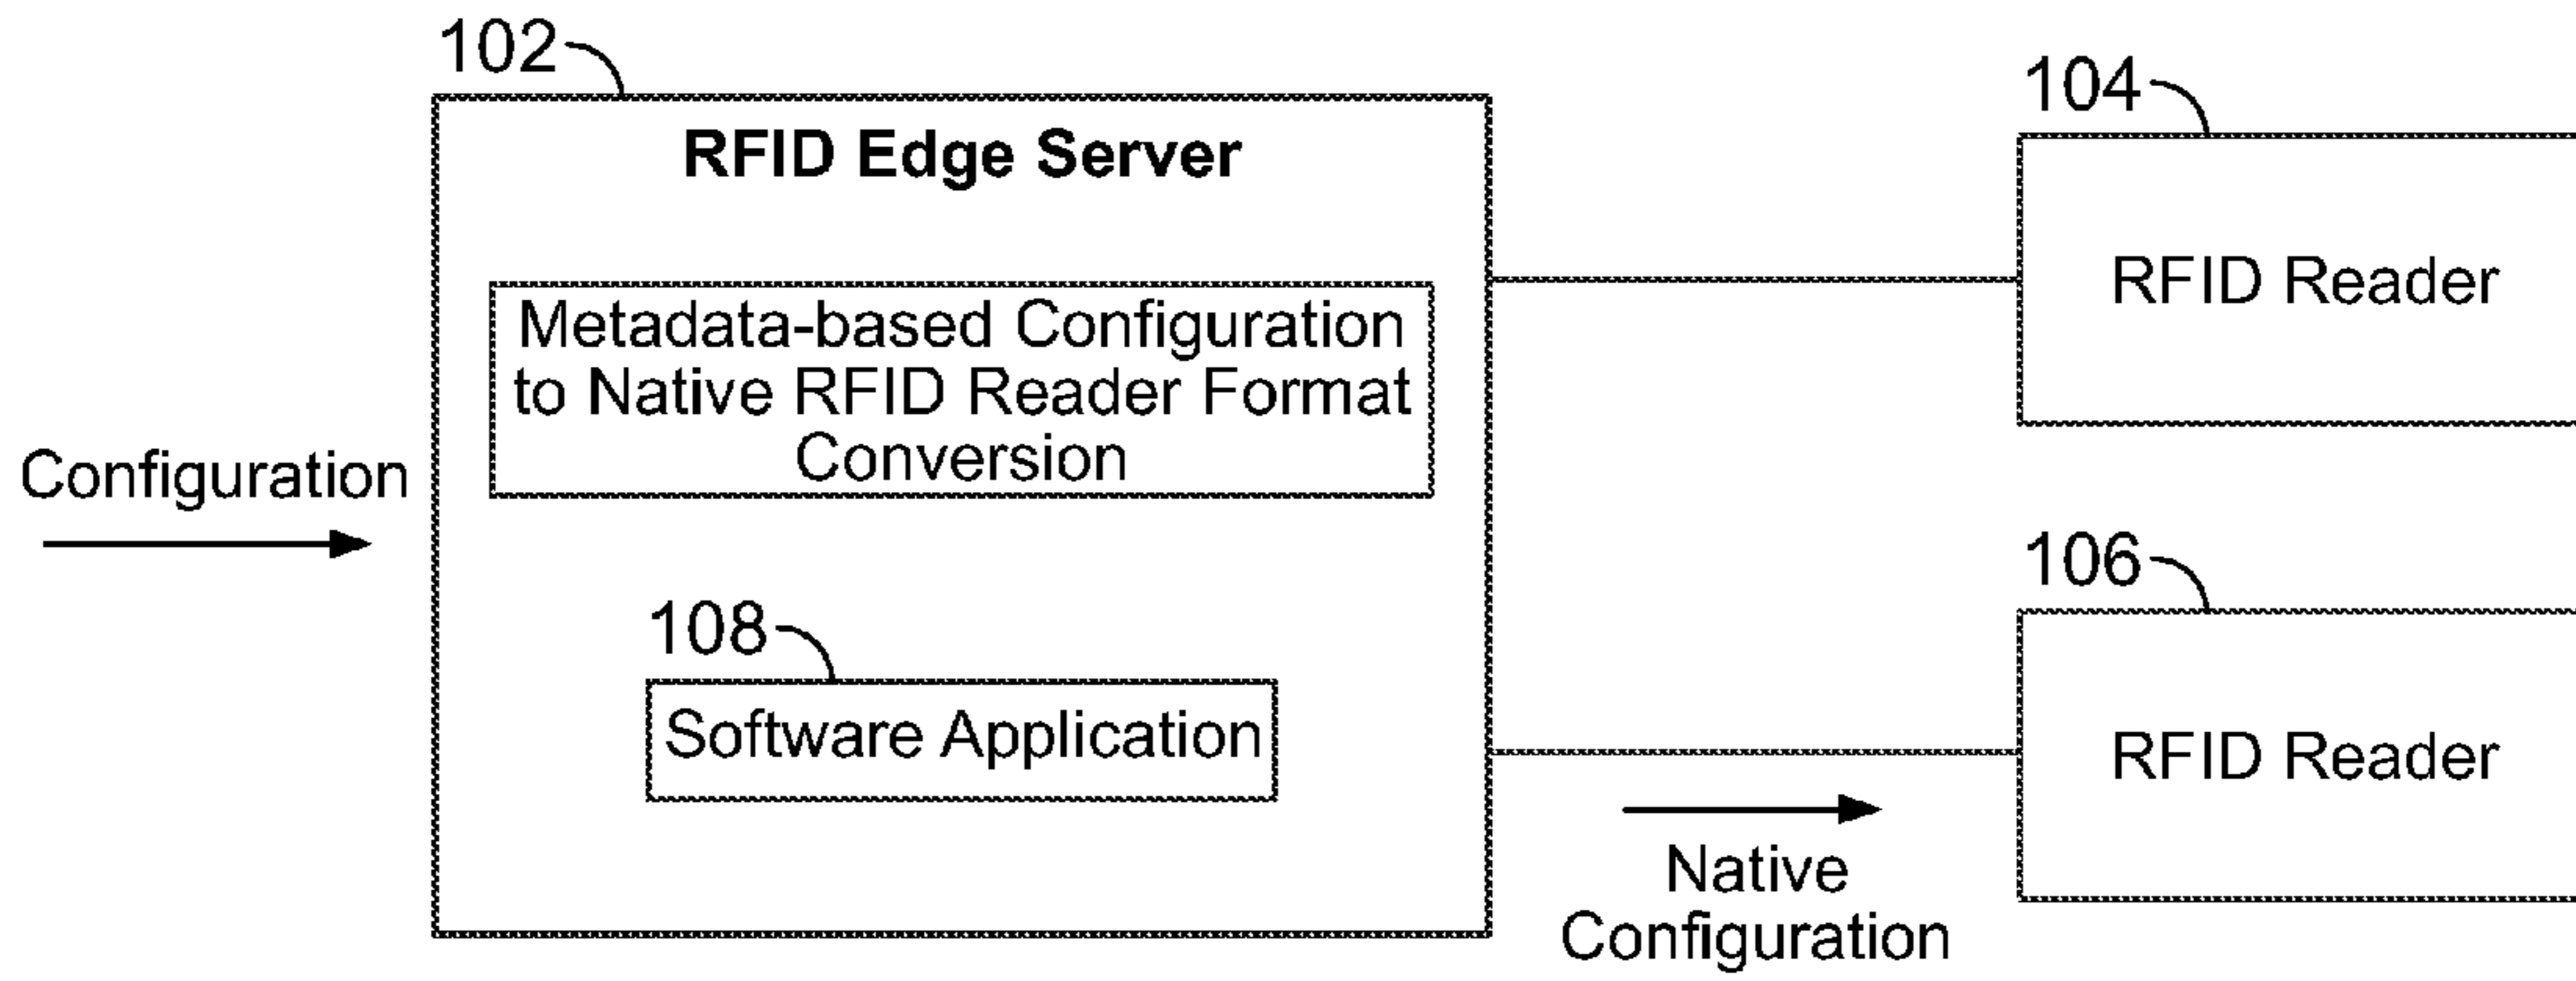 102
RFID Edge Server
Metadata-based Configuration
to Native RFID Reader Format
Conversion
Configuration
108
Software Application
104
RFID Reader
106
RFID Reader
Native
Configuration